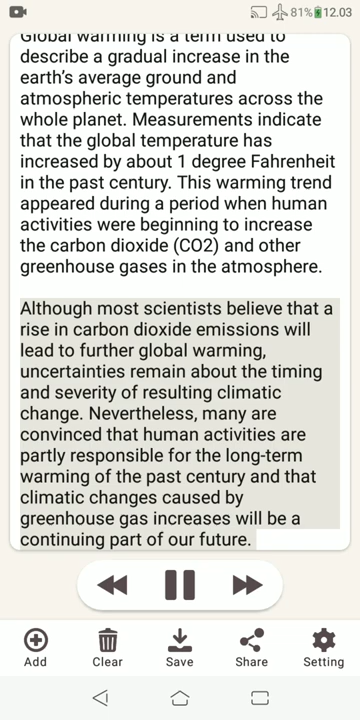 81% 12.03
Global warming is a term used to
describe a gradual increase in the
earth's average ground and
atmospheric temperatures across the
whole planet. Measurements indicate
that the global temperature has
increased by about 1 degree Fahrenheit
in the past century. This warming trend
appeared during a period when human
activities were beginning to increase
the carbon dioxide (CO2) and other
greenhouse gases in the atmosphere.
Although most scientists believe that a
rise in carbon dioxide emissions will
lead to further global warming,
uncertainties remain about the timing
and severity of resulting climatic
change. Nevertheless, many are
convinced that human activities are
partly responsible for the long-term
warming of the past century and that
climatic changes caused by
greenhouse gas increases will be a
continuing part of our future.
Add Clear Save Share Setting